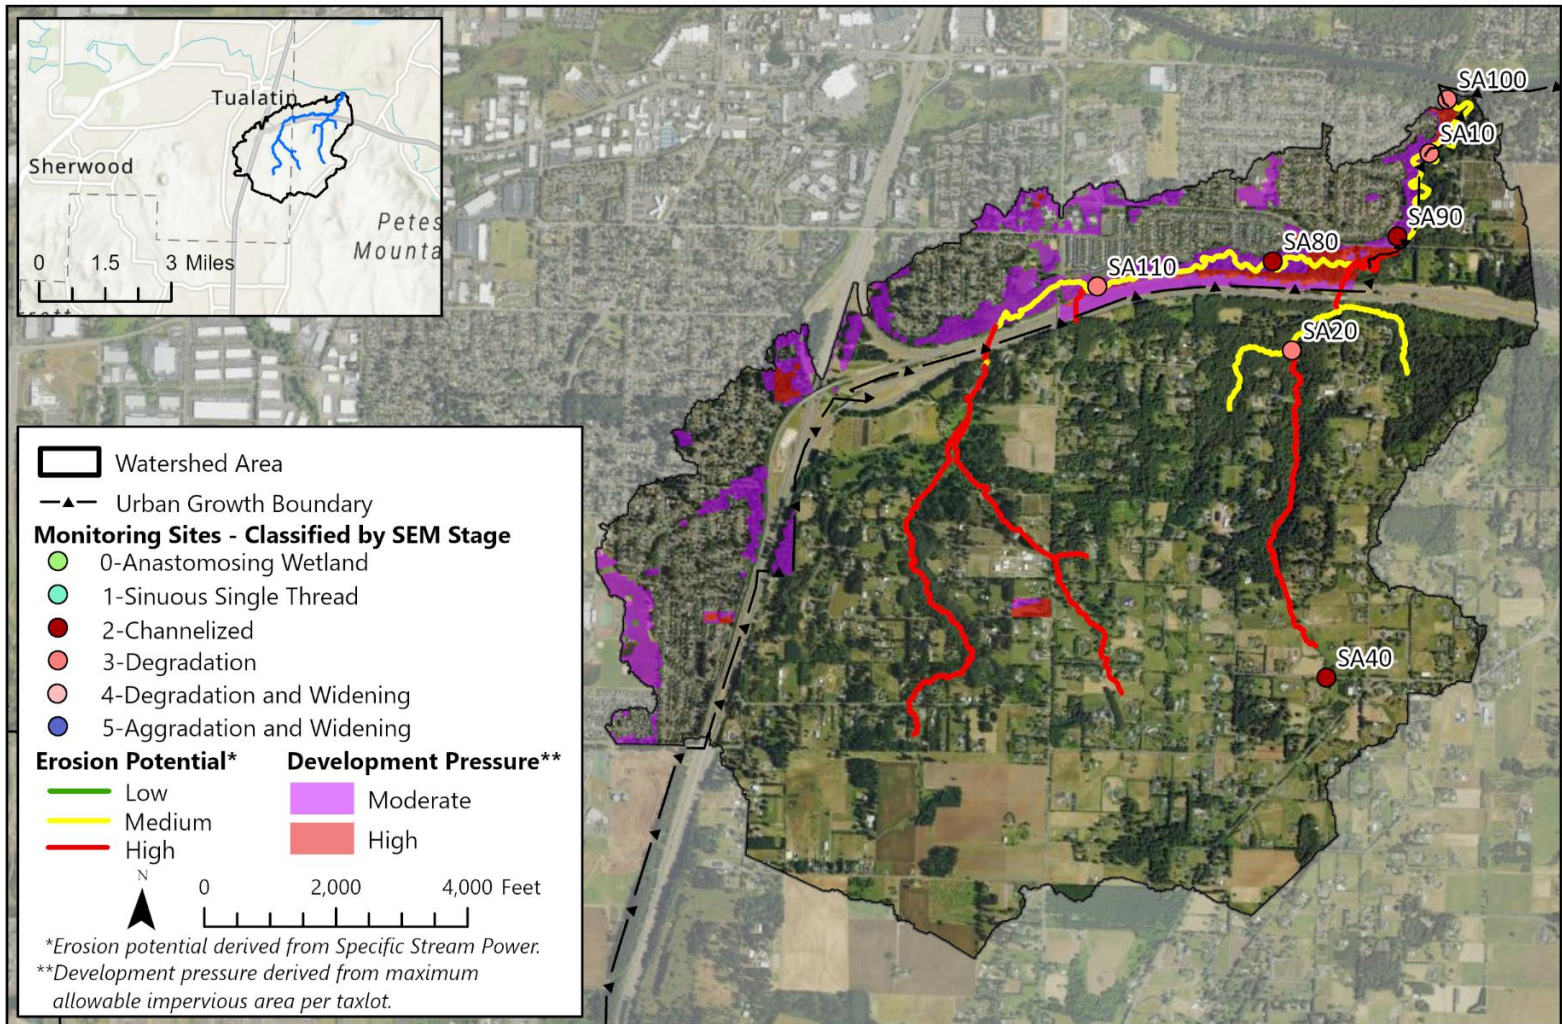 Tualatin
Sherwood
Petes
Mounta
0 1.5 3 Miles
SA100
SA10
SA90
SA80
SA110
SA20
SA40
Watershed Area
Urban Growth Boundary
Monitoring Sites - Classified by SEM Stage
0-Anastomosing Wetland
1-Sinuous Single Thread
2-Channelized
3-Degradation
4-Degradation and Widening
5-Aggradation and Widening
Erosion Potential*
Low
Medium
High
Development Pressure**
Moderate
High
N
0 2,000 4,000 Feet
*Erosion potential derived from Specific Stream Power.
**Development pressure derived from maximum
allowable impervious area per taxlot.